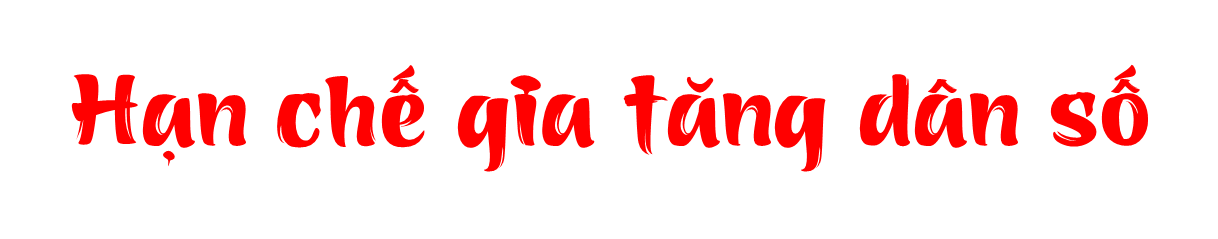 Hạn chế gia tăng dân số